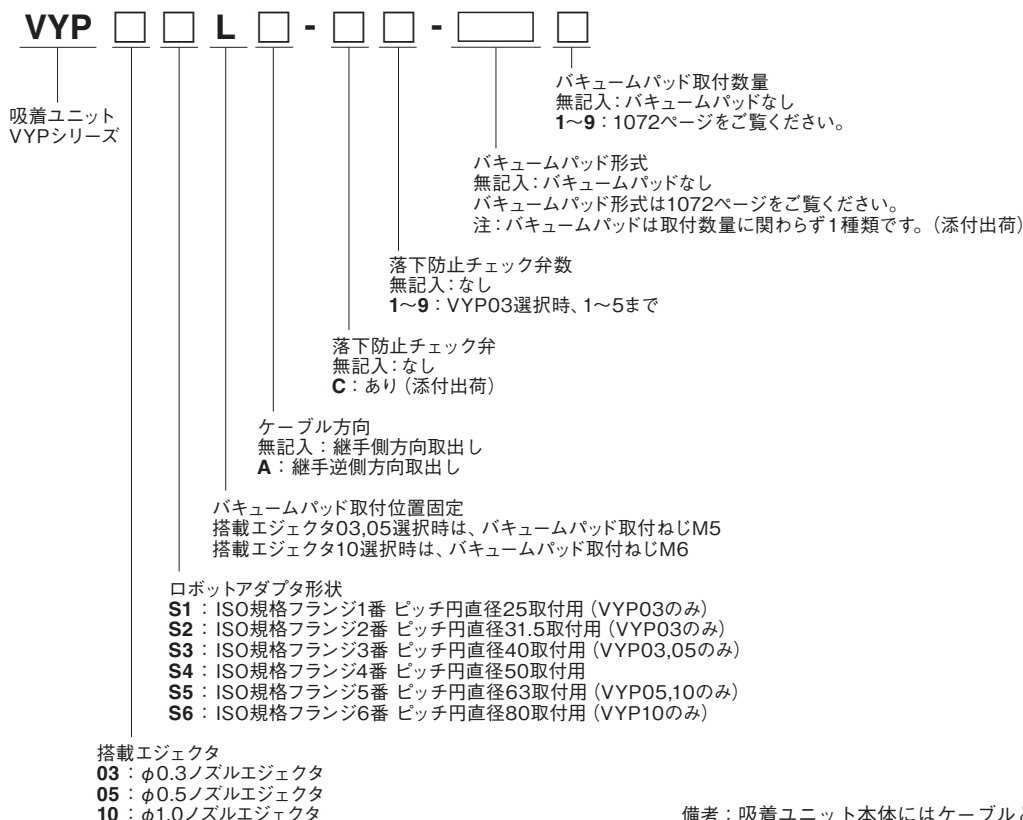 VYP □ □ L □ - □ □ - □ □
バキュームパッド取付数量
無記入：バキュームパッドなし
1～9：1072ページをご覧ください。
吸着ユニット
VYPシリーズ
バキュームパッド形式
無記入：バキュームパッドなし
バキュームパッド形式は1072ページをご覧ください。
注：バキュームパッドは取付数量に関わらず1種類です。（添付出荷）
落下防止チェック弁数
無記入：なし
1～9：VYP03選択時、1～5まで
落下防止チェック弁
無記入：なし
C：あり（添付出荷）
ケーブル方向
無記入：継手側方向取出し
A：継手逆側方向取出し
バキュームパッド取付位置固定
搭載エジェクタ03,05選択時は、バキュームパッド取付ねじM5
搭載エジェクタ10選択時は、バキュームパッド取付ねじM6
ロボットアダプタ形状
S1：ISO規格フランジ1番 ピッチ円直径25取付用（VYP03のみ）
S2：ISO規格フランジ2番 ピッチ円直径31.5取付用（VYP03のみ）
S3：ISO規格フランジ3番 ピッチ円直径40取付用（VYP03,05のみ）
S4：ISO規格フランジ4番 ピッチ円直径50取付用
S5：ISO規格フランジ5番 ピッチ円直径63取付用（VYP05,10のみ）
S6：ISO規格フランジ6番 ピッチ円直径80取付用（VYP10のみ）
搭載エジェクタ
03：φ0.3ノズルエジェクタ
05：φ0.5ノズルエジェクタ
10：φ1.0ノズルエジェクタ
備考：吸着ユニット本体にはケーブル